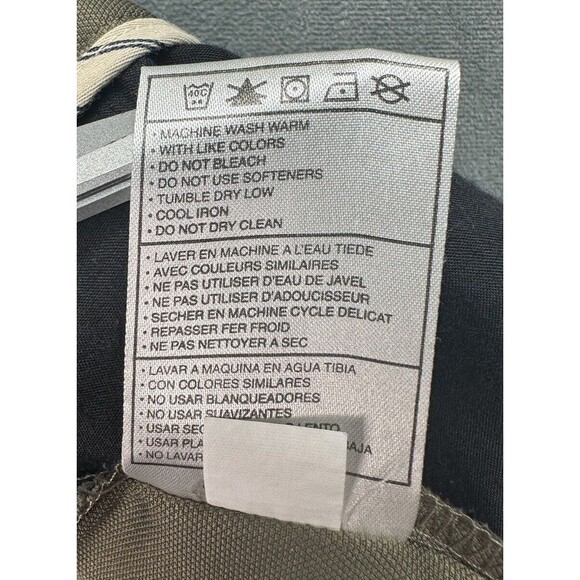 40C
• MACHINE WASH WARM
• WITH LIKE COLORS
• DO NOT BLEACH
• DO NOT USE SOFTENERS
• TUMBLE DRY LOW
• COOL IRON
• DO NOT DRY CLEAN
• LAVER EN MACHINE A L'EAU TIEDE
• AVEC COULEURS SIMILAIRES
• NE PAS UTILISER D'EAU DE JAVEL
• NE PAS UTILISER D'ADOUCISSEUR
• SECHER EN MACHINE CYCLE DELICAT
• REPASSER FER FROID
• NE PAS NETTOYER A SEC
• LAVAR A MAQUINA EN AGUA TIBIA
• CON COLORES SIMILARES
• NO USAR BLANQUEADORES
• NO USAR SUAVIZANTES
• USAR LENTO
• USAR BAJA
• NO LAVAR